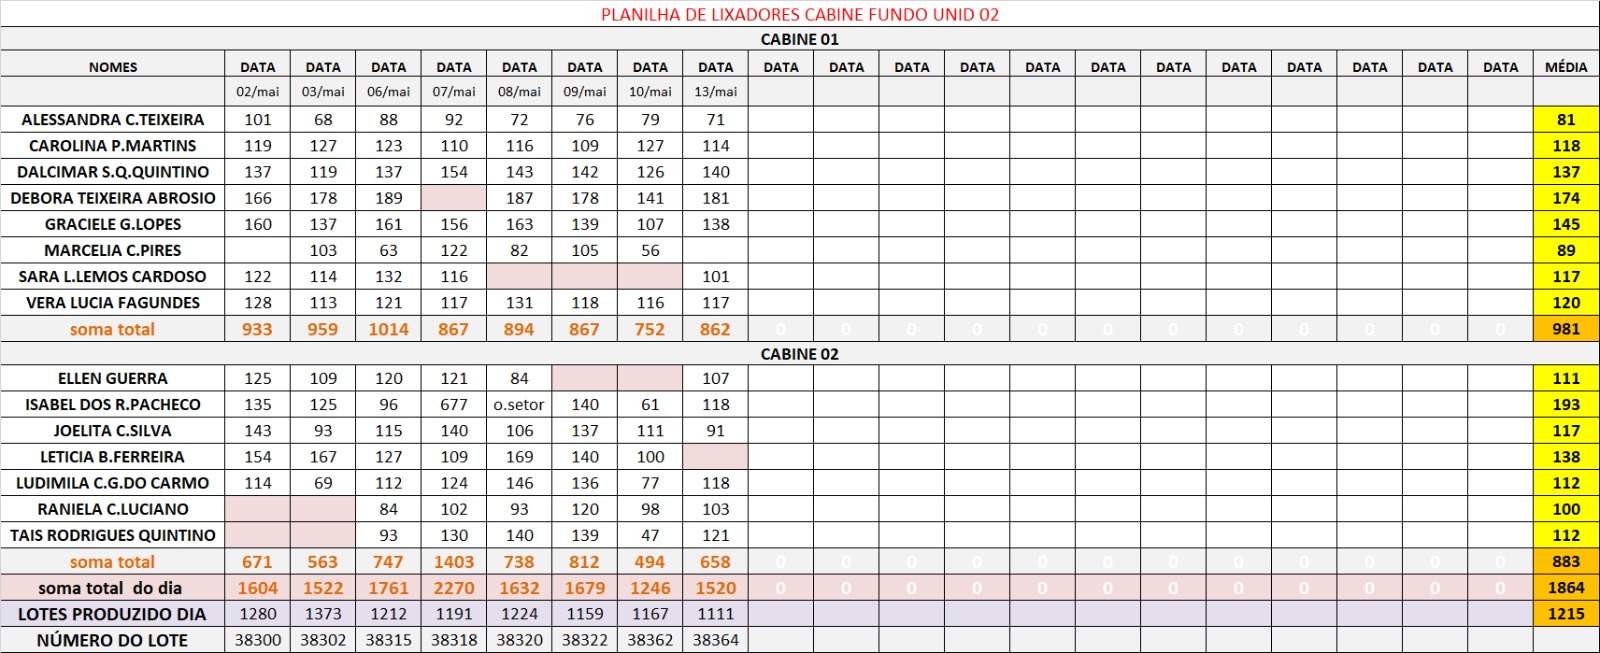 PLANILHA DE LIXADORES CABINE FUNDO UNID 02
CABINE 01
NOMES DATA DATA DATA DATA DATA DATA DATA DATA DATA DATA DATA DATA DATA DATA DATA DATA DATA DATA DATA DATA MÉDIA
02/mai 03/mai 06/mai 07/mai 08/mai 09/mai 10/mai 13/mai
ALESSANDRA C.TEIXEIRA 101 68 88 92 72 76 79 71 81
CAROLINA P.MARTINS 119 127 123 110 116 109 127 114 118
DALCIMAR S.Q.QUINTINO 137 119 137 154 143 142 126 140 137
DEBORA TEIXEIRA ABROSIO 166 178 189 187 178 141 181 174
GRACIELE G.LOPES 160 137 161 156 163 139 107 138 145
MARCELIA C.PIRES 103 63 122 82 105 56 89
SARA L.LEMOS CARDOSO 122 114 132 116 101 117
VERA LUCIA FAGUNDES 128 113 121 117 131 118 116 117 120
soma total 933 959 1014 867 894 867 752 862 0 0 0 0 0 0 0 0 0 0 0 0 981
CABINE 02
ELLEN GUERRA 125 109 120 121 84 107 111
ISABEL DOS R.PACHECO 135 125 96 677 o.setor 140 61 118 193
JOELITA C.SILVA 143 93 115 140 106 137 111 91 117
LETICIA B.FERREIRA 154 167 127 109 169 140 100 138
LUDIMILA C.G.DO CARMO 114 69 112 124 146 136 77 118 112
RANIELA C.LUCIANO 84 102 93 120 98 103 100
TAIS RODRIGUES QUINTINO 93 130 140 139 47 121 112
soma total 671 563 747 1403 738 812 494 658 0 0 0 0 0 0 0 0 0 0 0 0 883
soma total do dia 1604 1522 1761 2270 1632 1679 1246 1520 0 0 0 0 0 0 0 0 0 0 0 0 1864
LOTES PRODUZIDO DIA 1280 1373 1212 1191 1224 1159 1167 1111 1215
NÚMERO DO LOTE 38300 38302 38315 38318 38320 38322 38362 38364